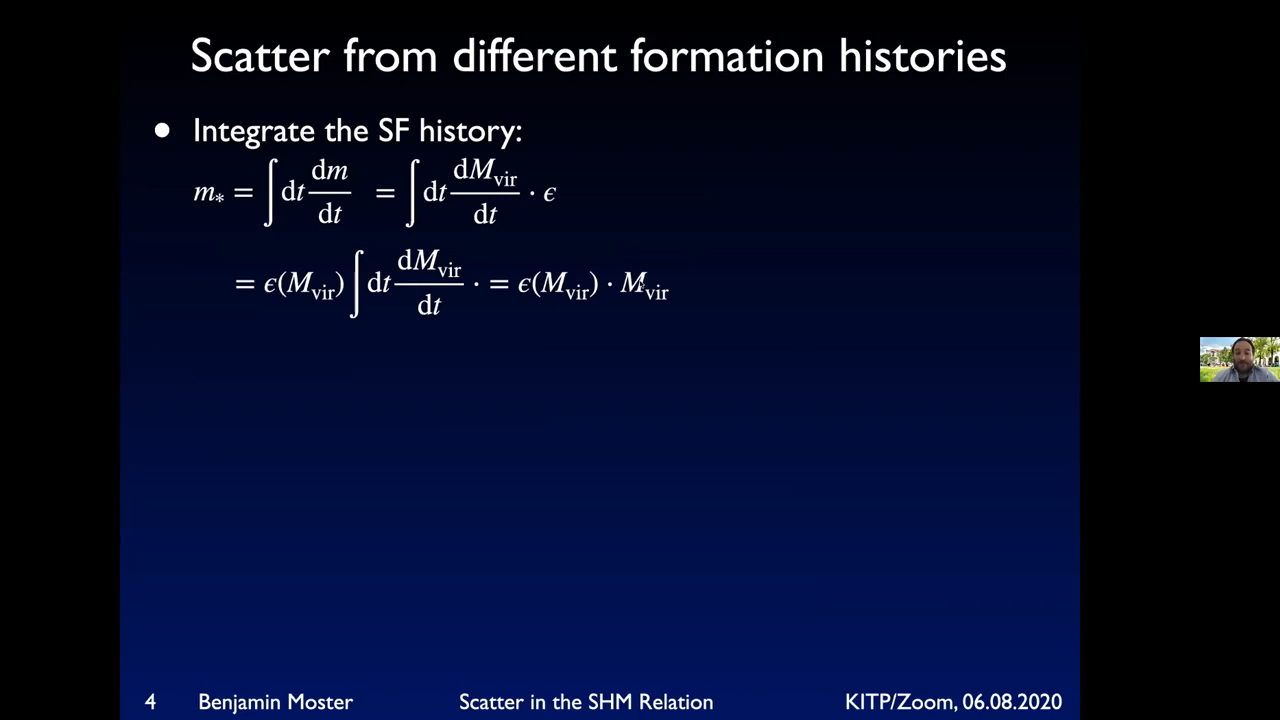 Scatter from different formation histories
● Integrate the SF history:
m* = ∫ dt dm/dt = ∫ dt dM_vir/dt · ϵ
= ϵ(M_vir) ∫ dt dM_vir/dt · = ϵ(M_vir) · M_vir
4 Benjamin Moster Scatter in the SHM Relation KITP/Zoom, 06.08.2020